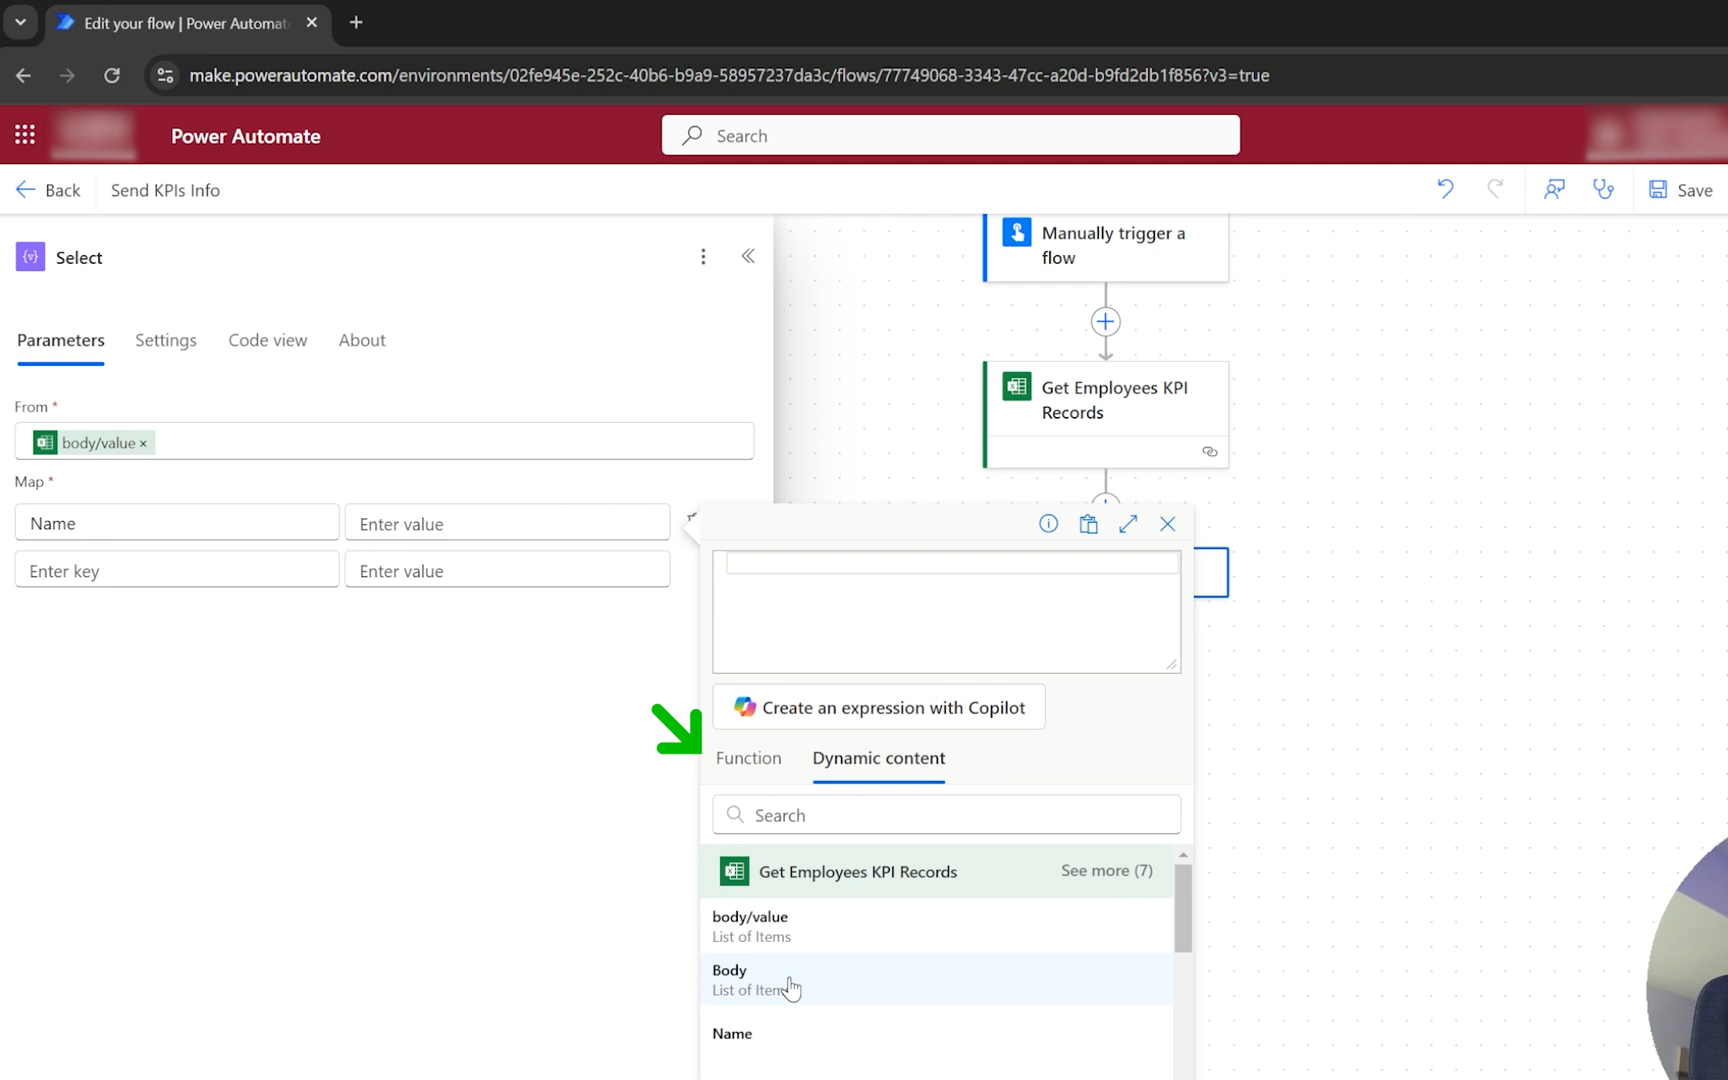 Edit your flow | Power Automat
make.powerautomate.com/environments/02fe945e-252c-40b6-b9a9-58957237da3c/flows/77749068-3343-47cc-a20d-b9fd2db1f856?v3=true
Power Automate
Search
Back
Send KPIs Info
Save
Select
Parameters
Settings
Code view
About
From *
body/value ×
Map *
Name
Enter value
Enter key
Enter value
Manually trigger a
flow
Get Employees KPI
Records
Create an expression with Copilot
Function
Dynamic content
Search
Get Employees KPI Records
See more (7)
body/value
List of Items
Body
List of Item
Name